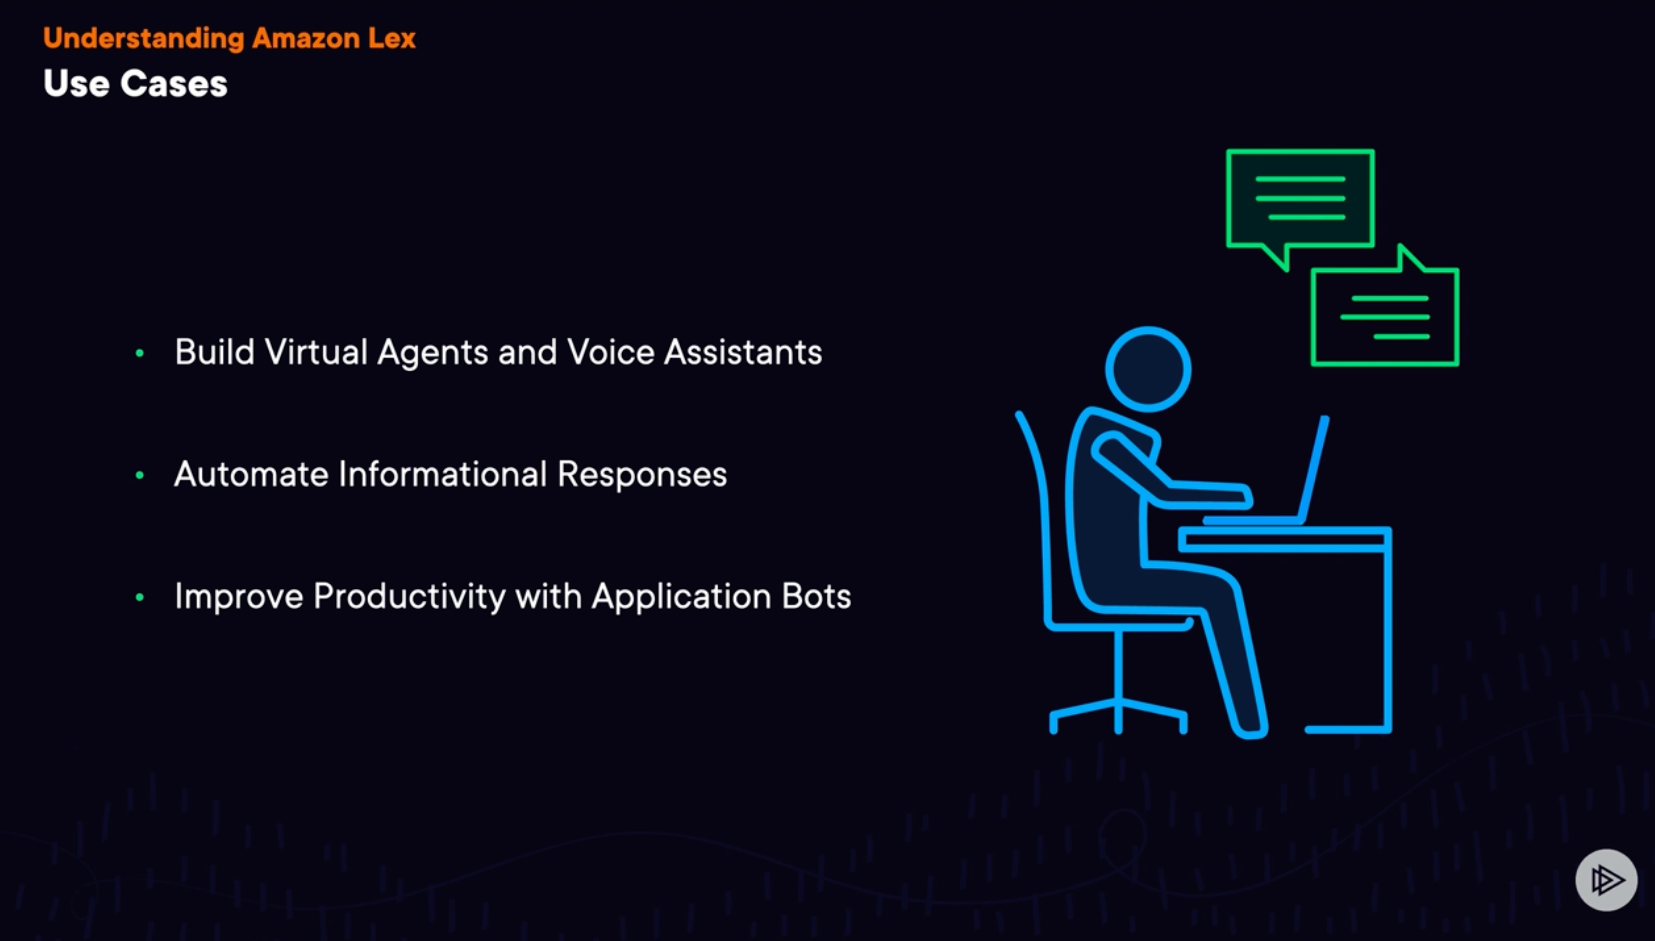 Understanding Amazon Lex
Use Cases
• Build Virtual Agents and Voice Assistants
• Automate Informational Responses
• Improve Productivity with Application Bots